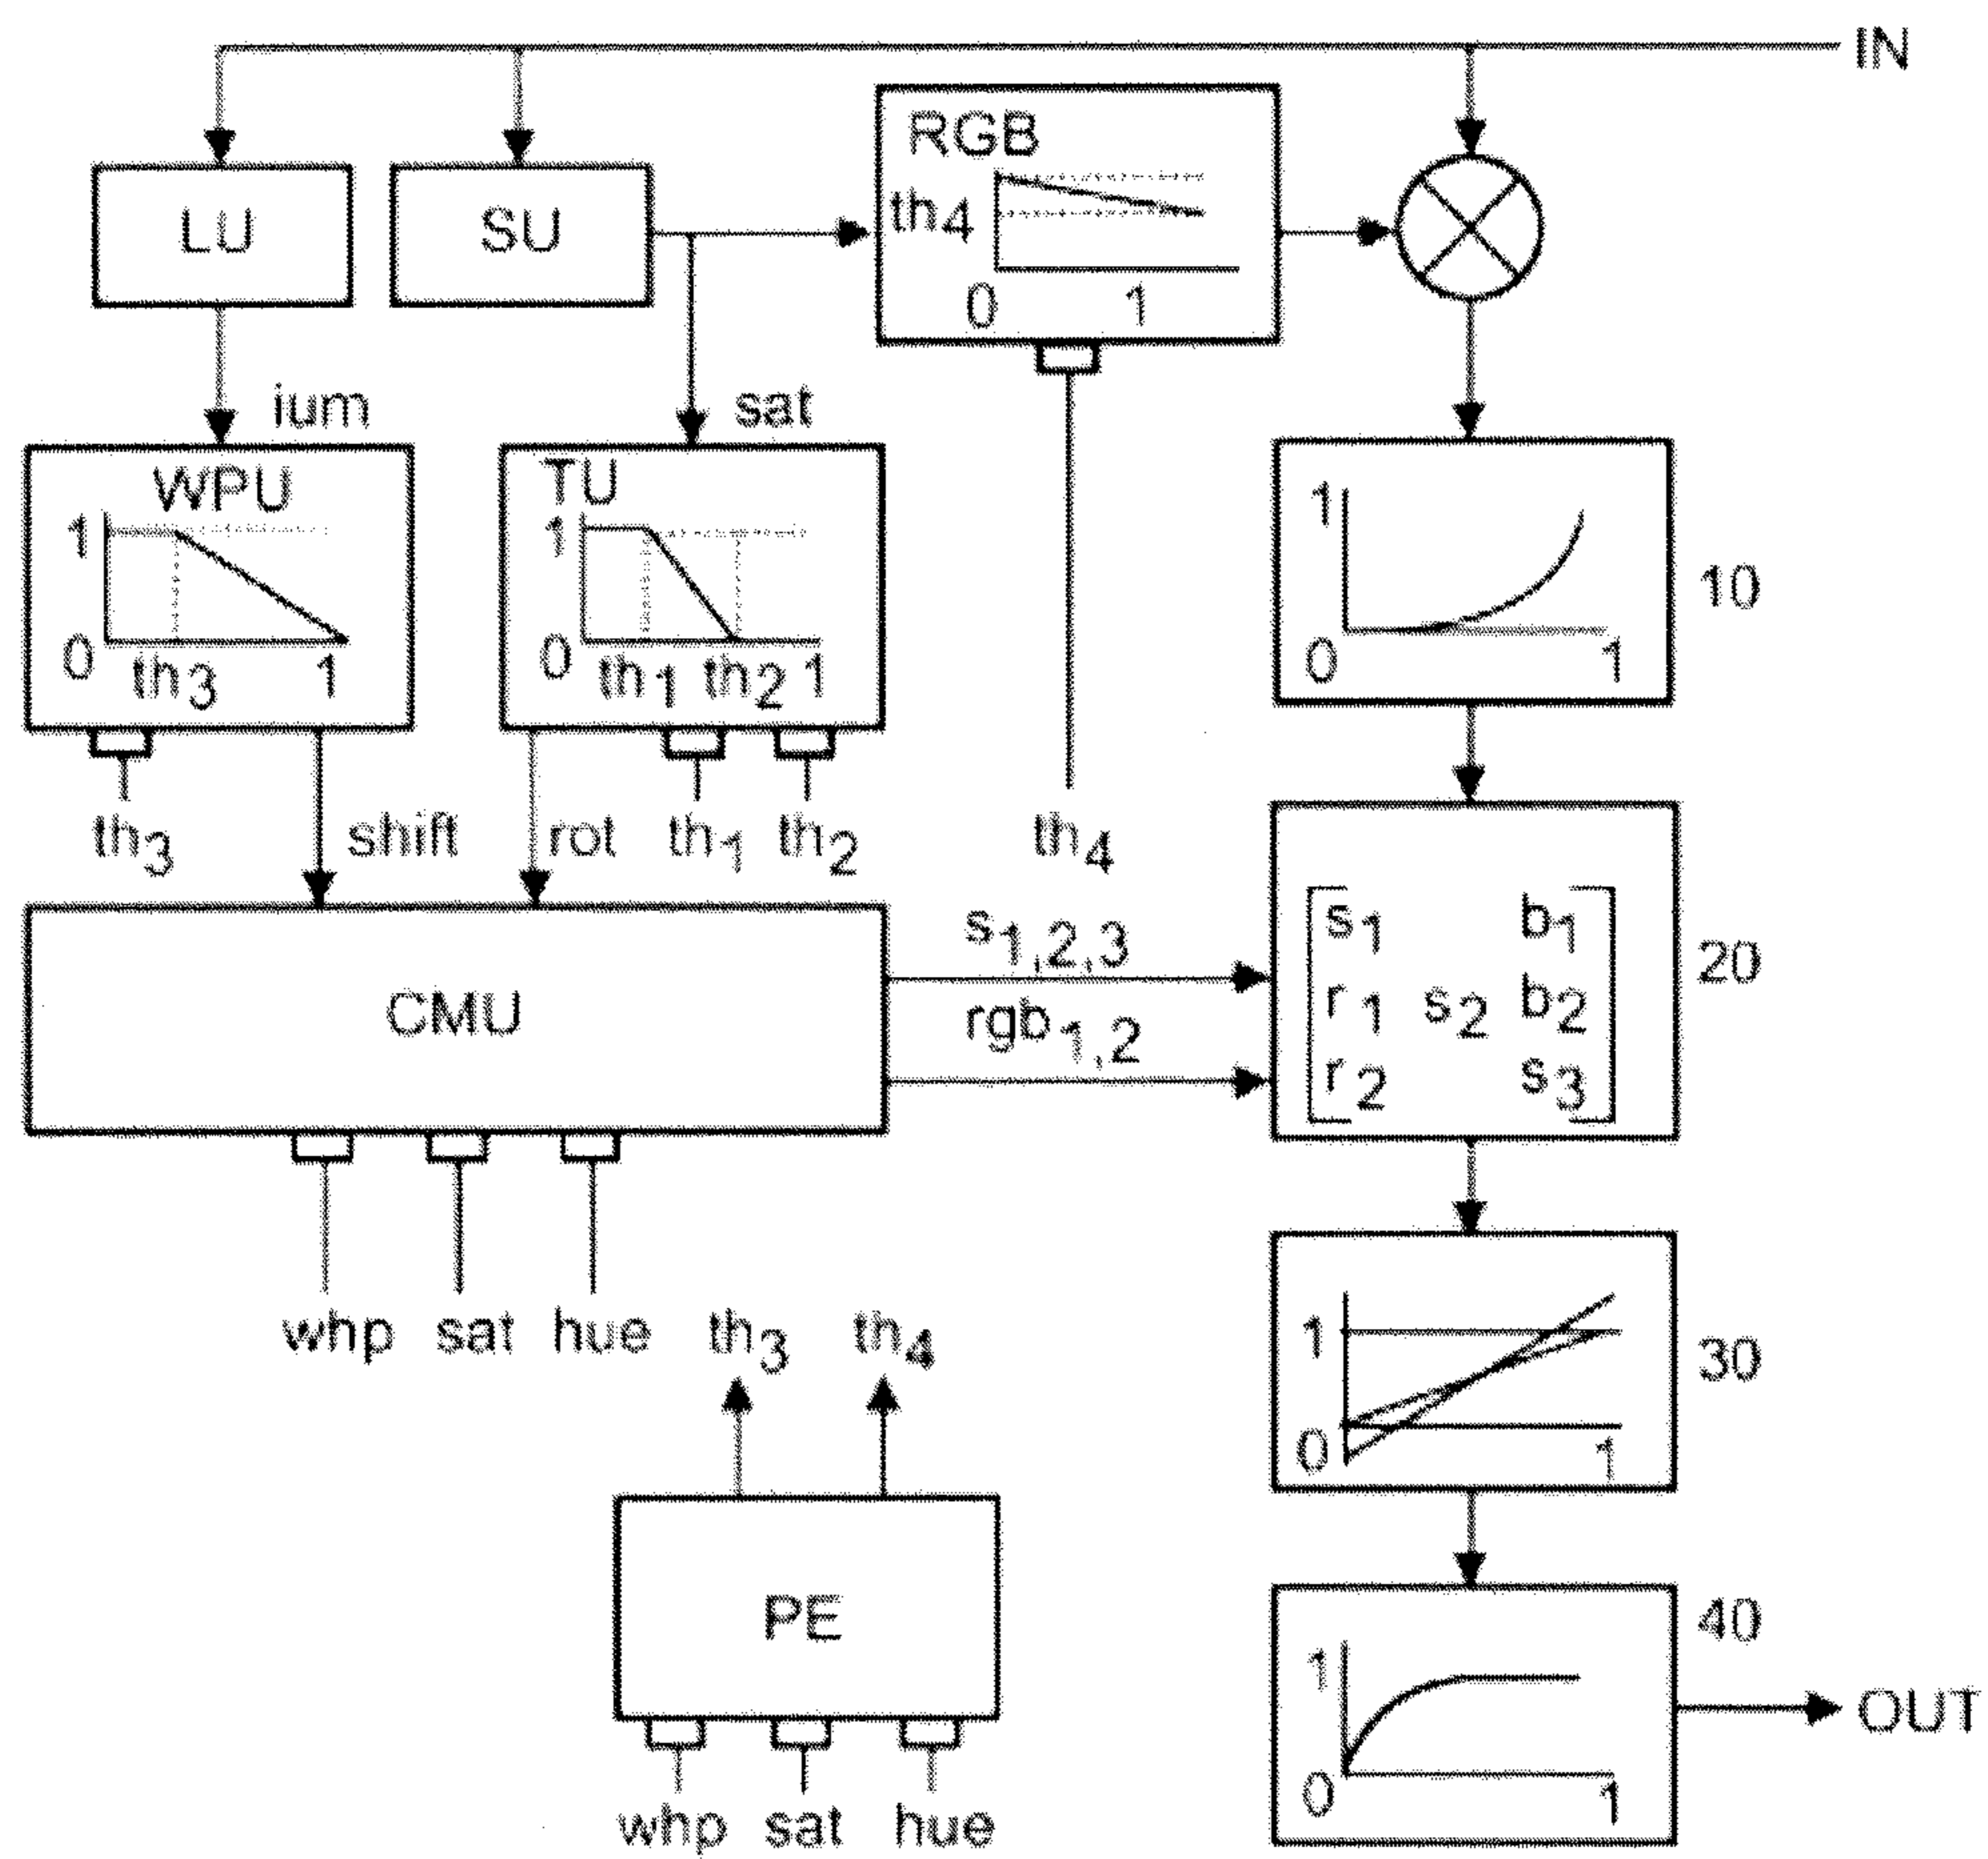 IN
RGB
th4
0 1
LU
SU
ium
sat
WPU
1
0 th3 1
TU
1
0 th1 th2 1
1
0 1
10
th3
shift
rot
th1
th2
th4
CMU
s1,2,3
rgb1,2
s1 b1
r1 s2 b2
r2 s3
20
whp sat hue
th3 th4
1
0 1
30
PE
whp sat hue
1
0 1
40
OUT